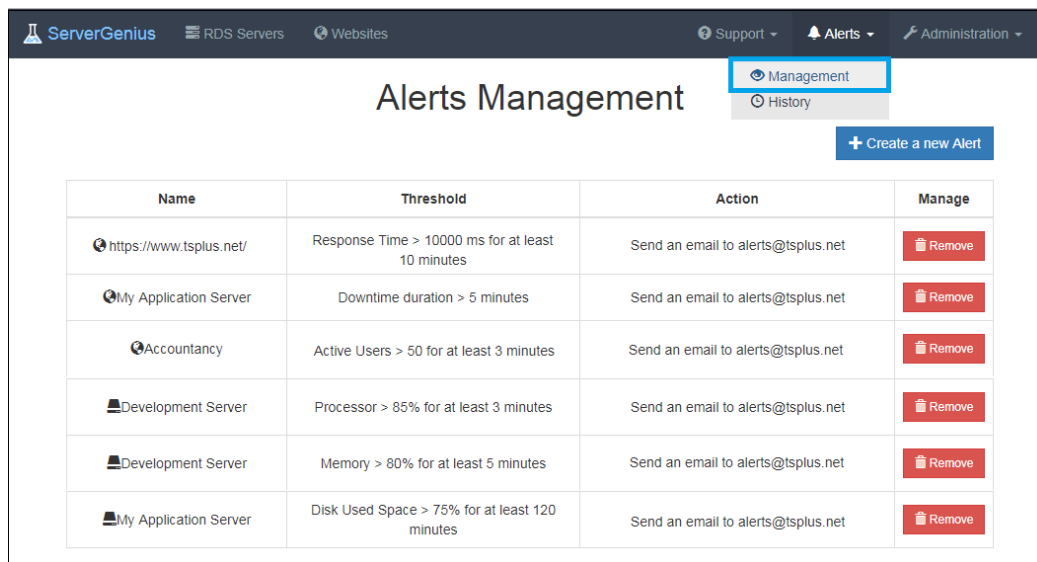 ServerGenius RDS Servers Websites Support Alerts Administration
Management
History
Alerts Management
Create a new Alert
Name Threshold Action Manage
https://www.tsplus.net/ Response Time > 10000 ms for at least 10 minutes Send an email to alerts@tsplus.net Remove
My Application Server Downtime duration > 5 minutes Send an email to alerts@tsplus.net Remove
Accountancy Active Users > 50 for at least 3 minutes Send an email to alerts@tsplus.net Remove
Development Server Processor > 85% for at least 3 minutes Send an email to alerts@tsplus.net Remove
Development Server Memory > 80% for at least 5 minutes Send an email to alerts@tsplus.net Remove
My Application Server Disk Used Space > 75% for at least 120 minutes Send an email to alerts@tsplus.net Remove